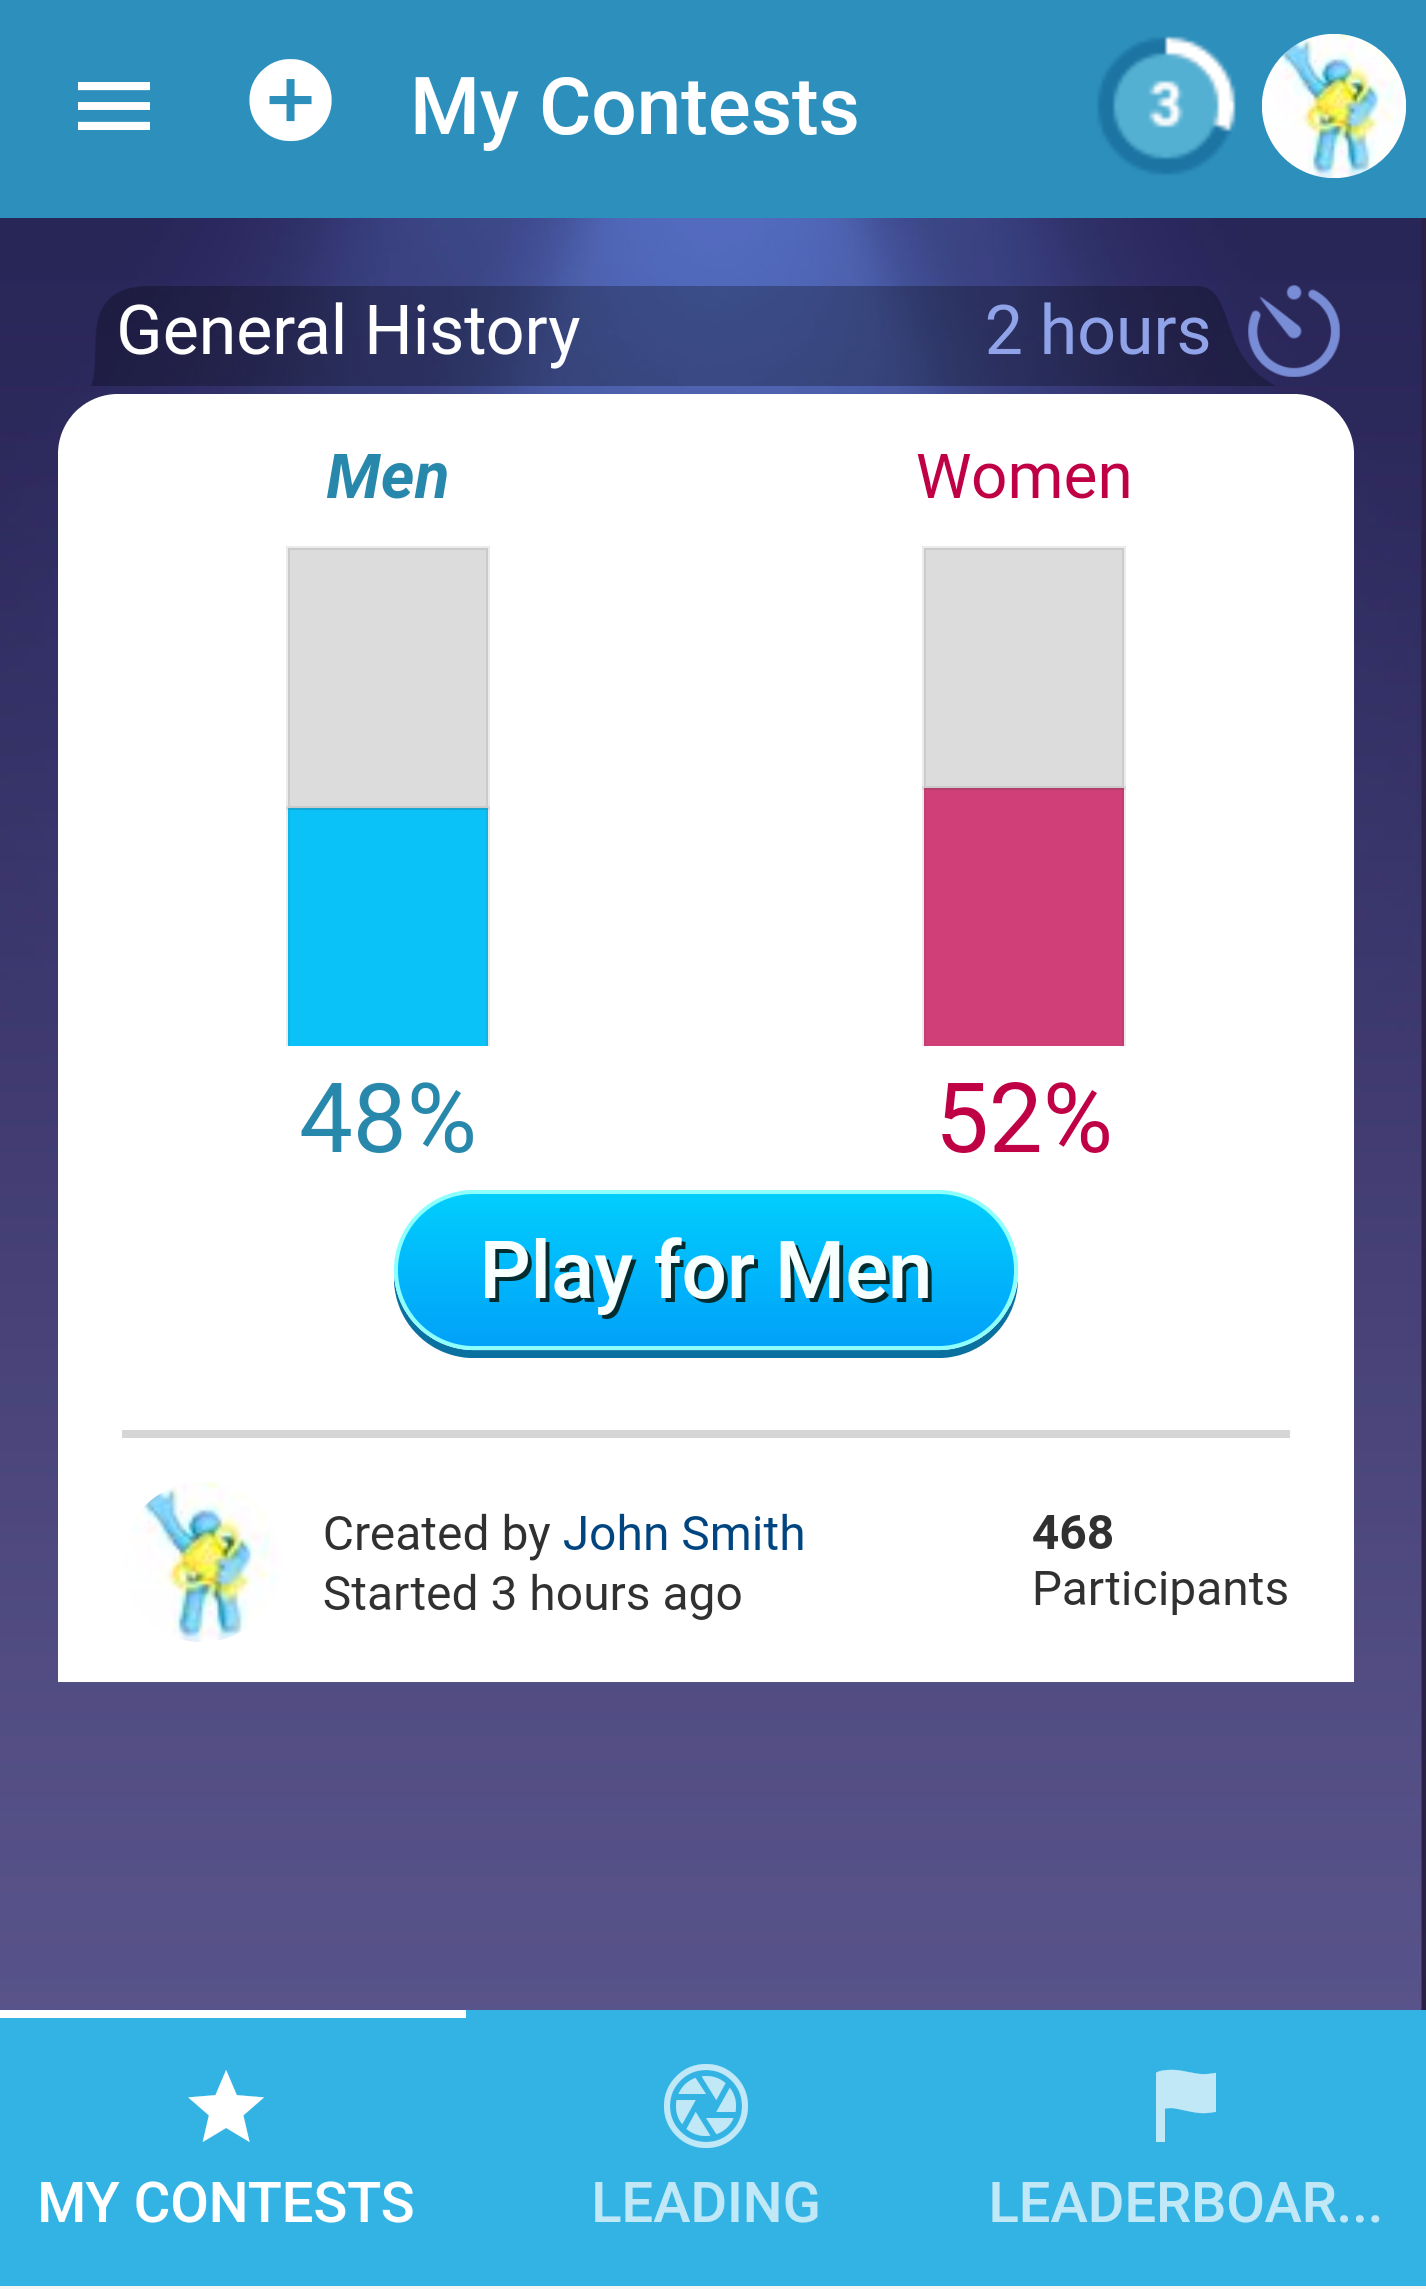 My Contests
3
General History
2 hours
Men
Women
48%
52%
Play for Men
Created by John Smith
Started 3 hours ago
468
Participants
MY CONTESTS
LEADING
LEADERBOAR...